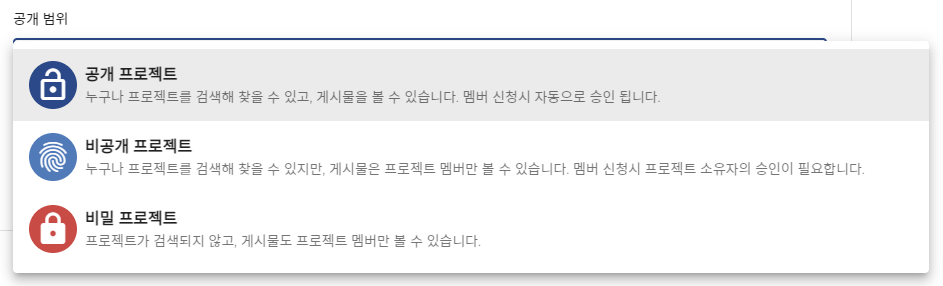 공개 범위
공개 프로젝트
누구나 프로젝트를 검색해 찾을 수 있고, 게시물을 볼 수 있습니다. 멤버 신청시 자동으로 승인 됩니다.
비공개 프로젝트
누구나 프로젝트를 검색해 찾을 수 있지만, 게시물은 프로젝트 멤버만 볼 수 있습니다. 멤버 신청시 프로젝트 소유자의 승인이 필요합니다.
비밀 프로젝트
프로젝트가 검색되지 않고, 게시물도 프로젝트 멤버만 볼 수 있습니다.